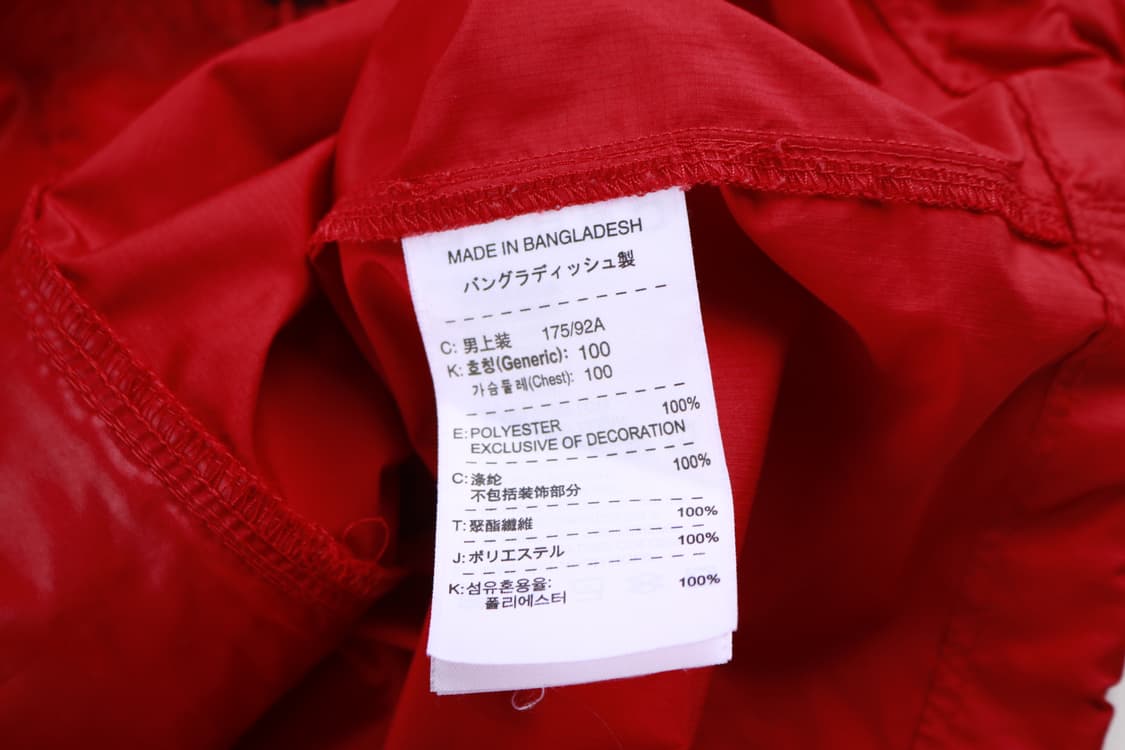 MADE IN BANGLADESH
バングラディッシュ製
C: 男上装 175/92A
K: 호칭(Generic): 100
가슴둘레(Chest): 100
E: POLYESTER 100%
EXCLUSIVE OF DECORATION
C: 涤纶 100%
不包括装饰部分
T: 聚酯纖維 100%
J: ポリエステル 100%
K: 섬유혼용율:
폴리에스터 100%